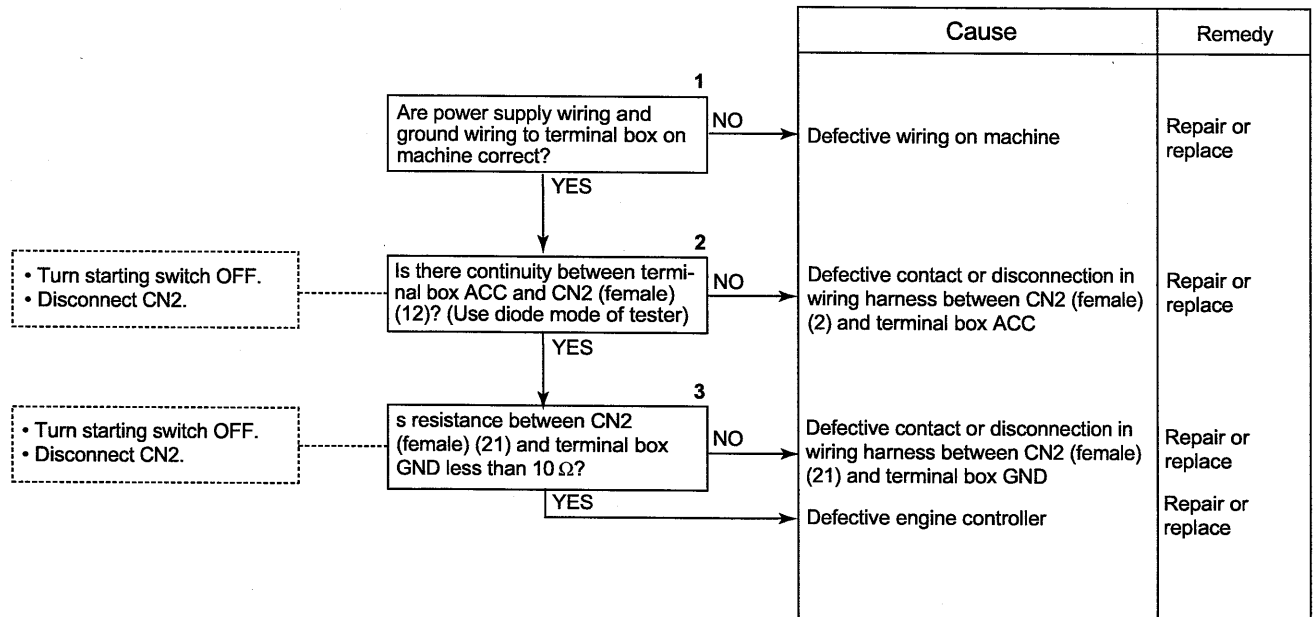 Cause
Remedy
1
Are power supply wiring and
ground wiring to terminal box on
machine correct?
NO
Defective wiring on machine
Repair or
replace
YES
2
• Turn starting switch OFF.
• Disconnect CN2.
Is there continuity between termi-
nal box ACC and CN2 (female)
(12)? (Use diode mode of tester)
NO
Defective contact or disconnection in
wiring harness between CN2 (female)
(2) and terminal box ACC
Repair or
replace
YES
3
• Turn starting switch OFF.
• Disconnect CN2.
s resistance between CN2
(female) (21) and terminal box
GND less than 10 Ω?
NO
Defective contact or disconnection in
wiring harness between CN2 (female)
(21) and terminal box GND
Repair or
replace
YES
Defective engine controller
Repair or
replace